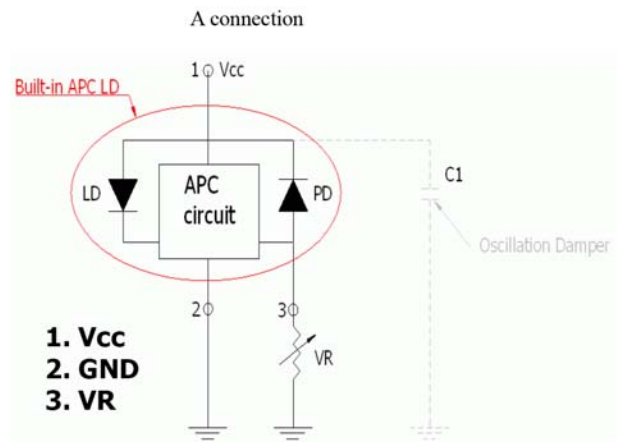 A connection
1 Vcc
Built-in APC LD
LD
APC
circuit
PD
C1
Oscillation Damper
2
3
VR
1. Vcc
2. GND
3. VR